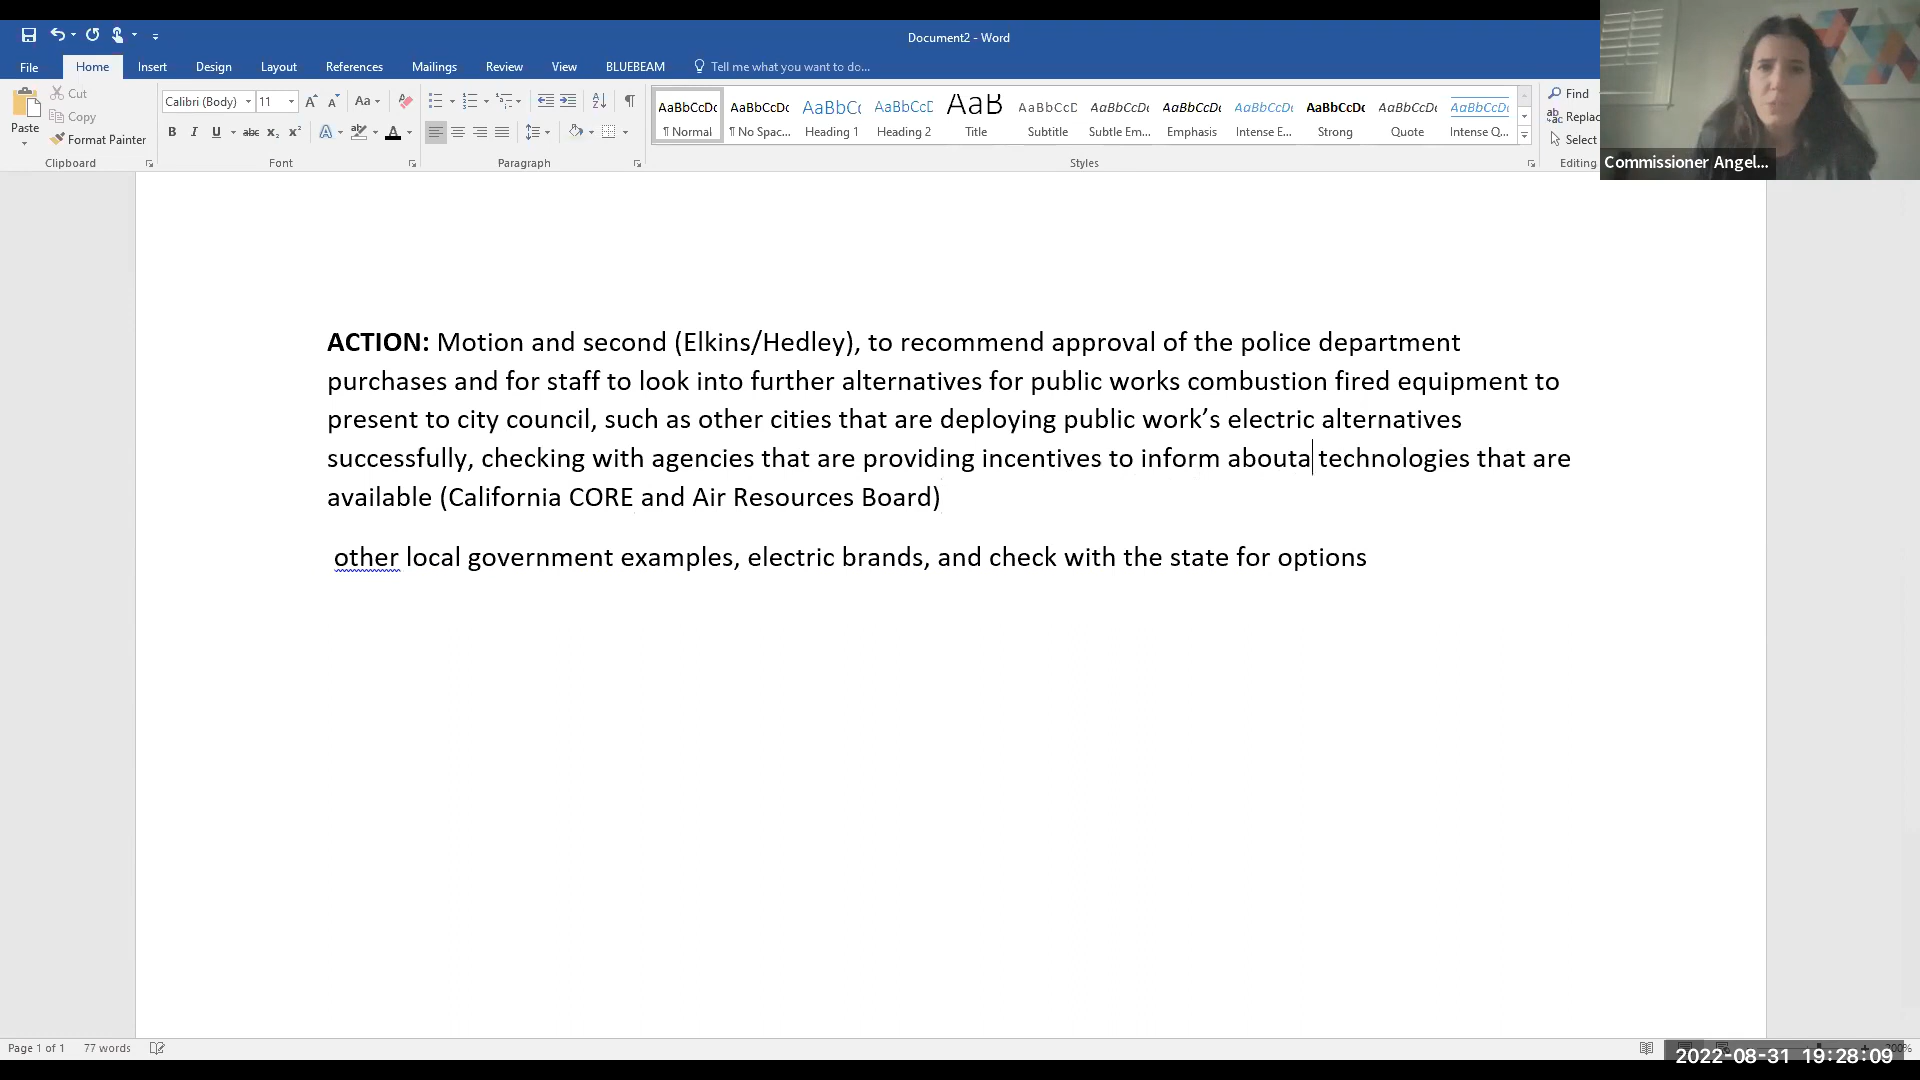 Document2 - Word
File Home Insert Design Layout References Mailings Review View BLUEBEAM Tell me what you want to do...
Paste
Cut
Copy
Format Painter
Clipboard
Calibri (Body) 11
Font
Paragraph
AaBbCcDc AaBbCcDc AaBbCc AaBbCcD AaB AaBbCcD AaBbCcDc AaBbCcDc AaBbCcDc AaBbCcDc AaBbCcDc AaBbCcDc
¶ Normal ¶ No Spac... Heading 1 Heading 2 Title Subtitle Subtle Em... Emphasis Intense E... Strong Quote Intense Q...
Styles
Find
Replac
Select
Editing
Commissioner Angel...
ACTION: Motion and second (Elkins/Hedley), to recommend approval of the police department
purchases and for staff to look into further alternatives for public works combustion fired equipment to
present to city council, such as other cities that are deploying public work’s electric alternatives
successfully, checking with agencies that are providing incentives to inform abouta technologies that are
available (California CORE and Air Resources Board)
other local government examples, electric brands, and check with the state for options
Page 1 of 1 77 words
2022-08-31 19:28:09